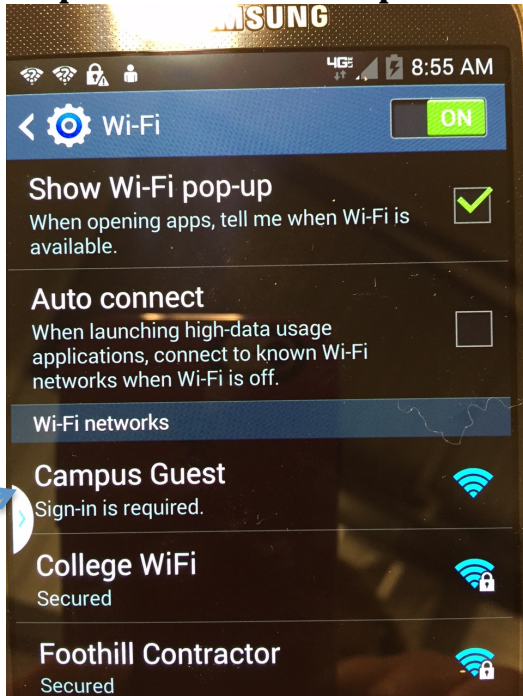 SAMSUNG
4GE 8:55 AM
Wi-Fi ON
Show Wi-Fi pop-up
When opening apps, tell me when Wi-Fi is
available.
Auto connect
When launching high-data usage
applications, connect to known Wi-Fi
networks when Wi-Fi is off.
Wi-Fi networks
Campus Guest
Sign-in is required.
College WiFi
Secured
Foothill Contractor
Secured